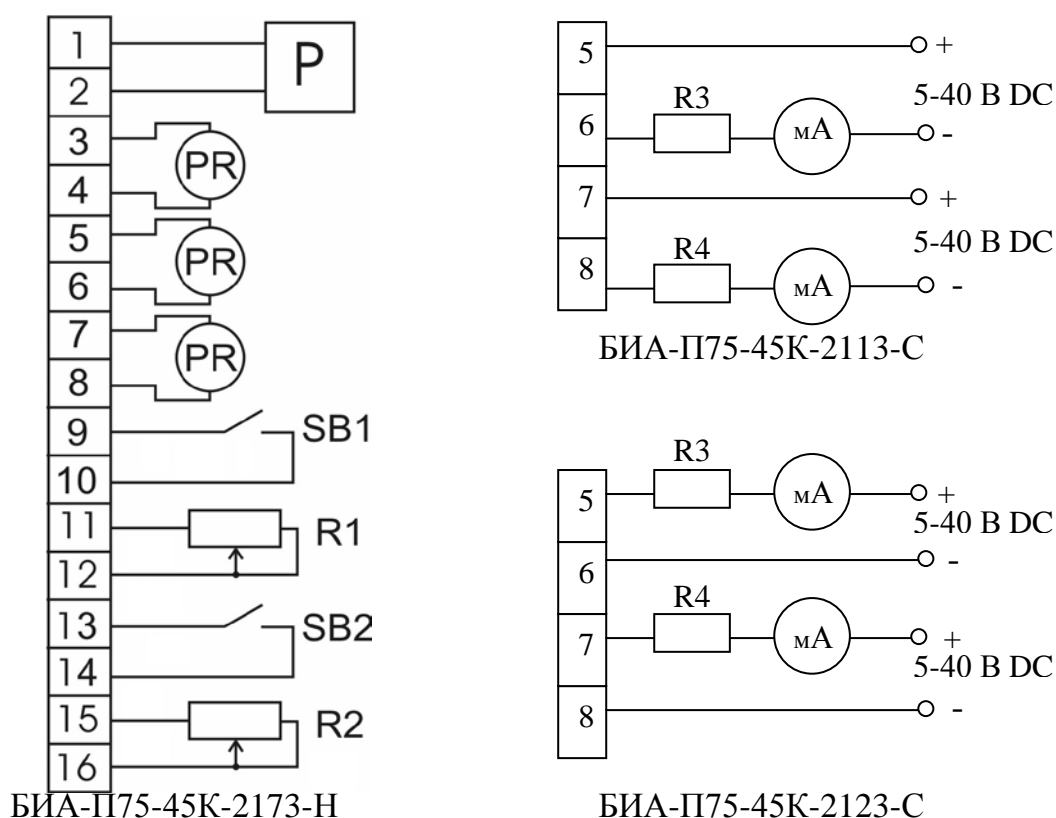 1
P
2
3
PR
4
5
PR
6
7
PR
8
9
SB1
10
11
R1
12
13
SB2
14
15
R2
16
БИА-П75-45К-2173-Н
5
+
5-40 В DC
R3
6
мА
-
7
+
5-40 В DC
R4
8
мА
-
БИА-П75-45К-2113-С
R3
5
мА
+
5-40 В DC
6
-
R4
7
мА
+
5-40 В DC
8
-
БИА-П75-45К-2123-С